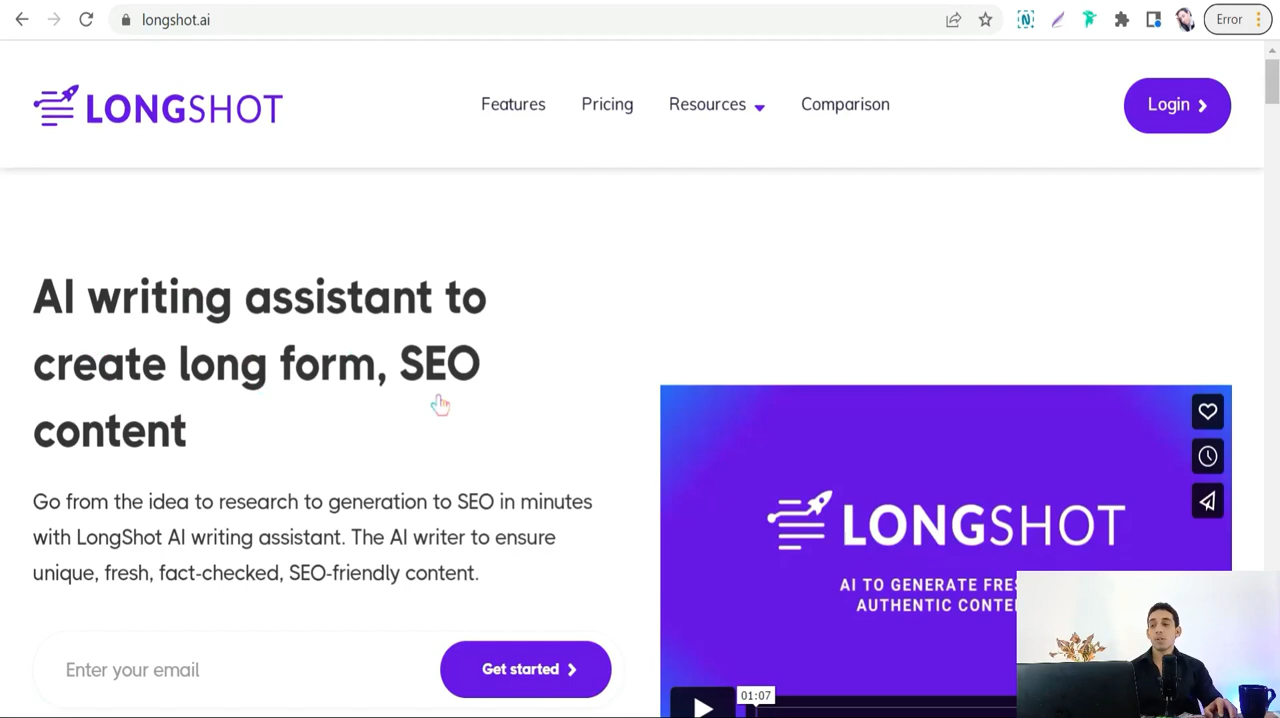 longshot.ai
Error
LONGSHOT
Features
Pricing
Resources
Comparison
Login
AI writing assistant to
create long form, SEO
content
Go from the idea to research to generation to SEO in minutes
with LongShot AI writing assistant. The AI writer to ensure
unique, fresh, fact-checked, SEO-friendly content.
Enter your email
Get started
LONGSHOT
AI TO GENERATE
AUTHENTIC
01:07